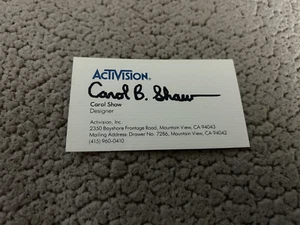 ACTIVISION®
Carol B. Shaw
Carol Shaw
Designer
Activision, Inc.
2350 Bayshore Frontage Road, Mountain View, CA 94043
Mailing Address: Drawer No. 7286, Mountain View, CA 94042
(415) 960-0410